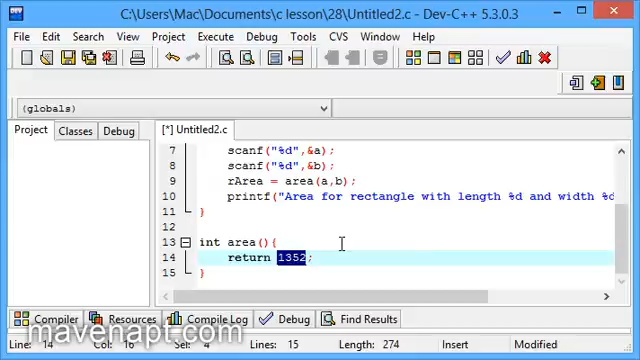 C:\Users\Mac\Documents\c lesson\28\Untitled2.c - Dev-C++ 5.3.0.3
File Edit Search View Project Execute Debug Tools CVS Window Help
(globals)
Project Classes Debug
[*] Untitled2.c
7 scanf("%d",&a);
8 scanf("%d",&b);
9 rArea = area(a,b);
10 printf("Area for rectangle with length %d and width %d
11 }
12
13 int area(){
14 return 1352;
15 }
Compiler Resources Compile Log Debug Find Results
mavenapt.com
Line: 14 Col: 16 Sel: 4 Lines: 15 Length: 274 Insert Inserted